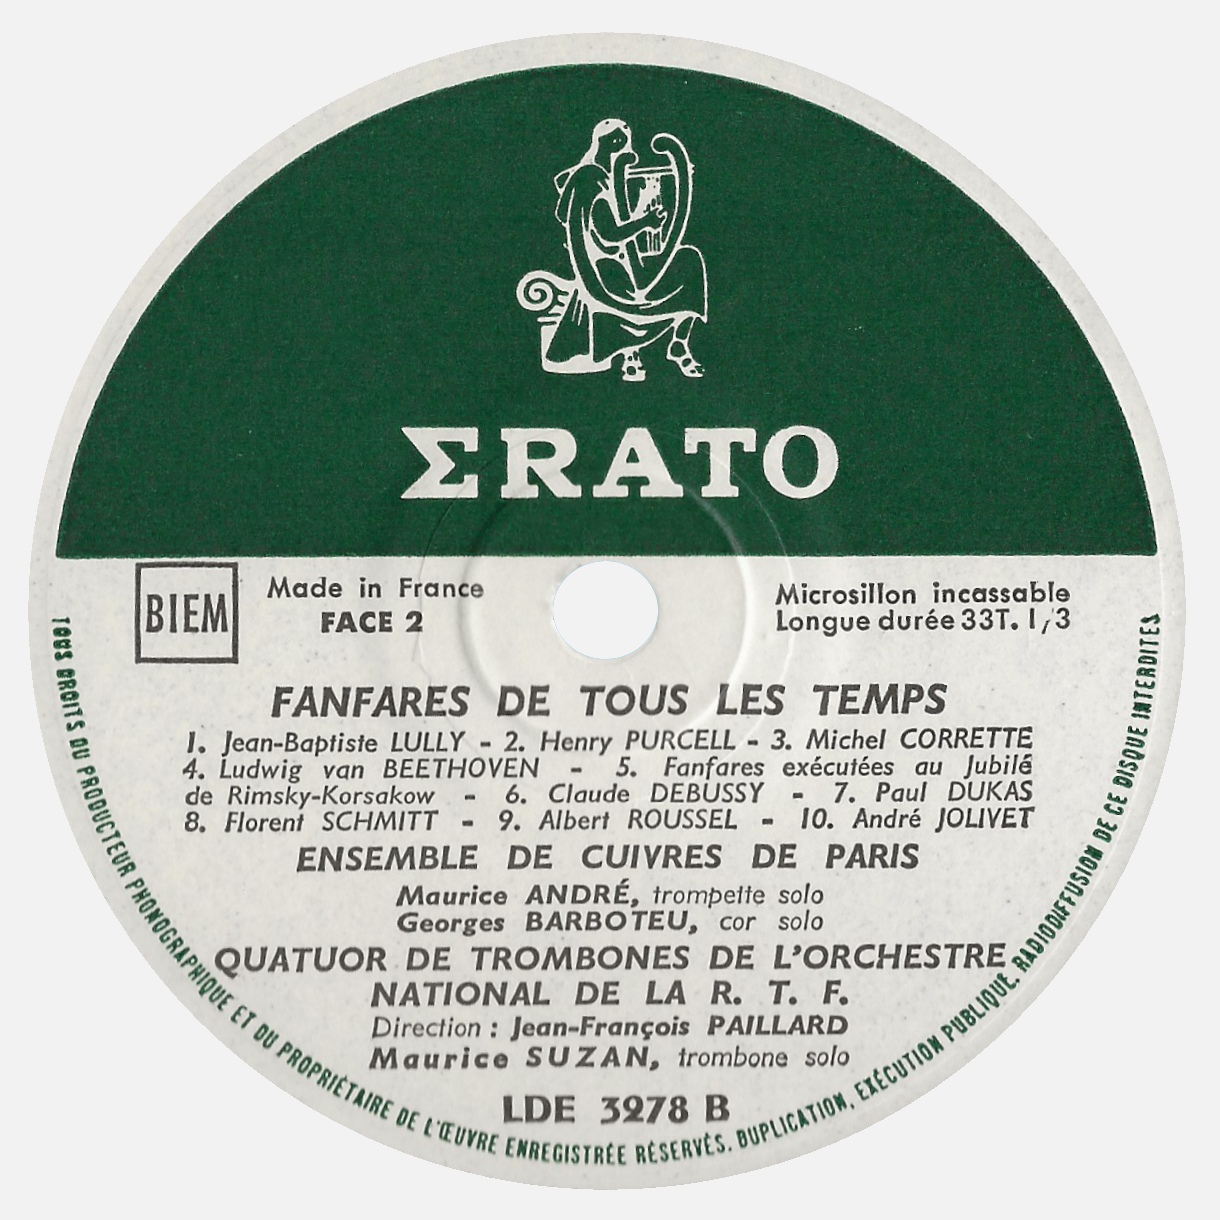 ΣRATO
BIEM
Made in France
FACE 2
Microsillon incassable
Longue durée 33T. 1/3
FANFARES DE TOUS LES TEMPS
1. Jean-Baptiste LULLY - 2. Henry PURCELL - 3. Michel CORRETTE
4. Ludwig van BEETHOVEN - 5. Fanfares exécutées au Jubilé
de Rimsky-Korsakow - 6. Claude DEBUSSY - 7. Paul DUKAS
8. Florent SCHMITT - 9. Albert ROUSSEL - 10. André JOLIVET
ENSEMBLE DE CUIVRES DE PARIS
Maurice ANDRÉ, trompette solo
Georges BARBOTEU, cor solo
QUATUOR DE TROMBONES DE L'ORCHESTRE
NATIONAL DE LA R. T. F.
Direction : Jean-François PAILLARD
Maurice SUZAN, trombone solo
LDE 3278 B
TOUS DROITS DU PRODUCTEUR PHONOGRAPHIQUE ET DU PROPRIÉTAIRE DE L'ŒUVRE ENREGISTRÉE RÉSERVÉS. DUPLICATION, EXÉCUTION PUBLIQUE, RADIODIFFUSION DE CE DISQUE INTERDITES